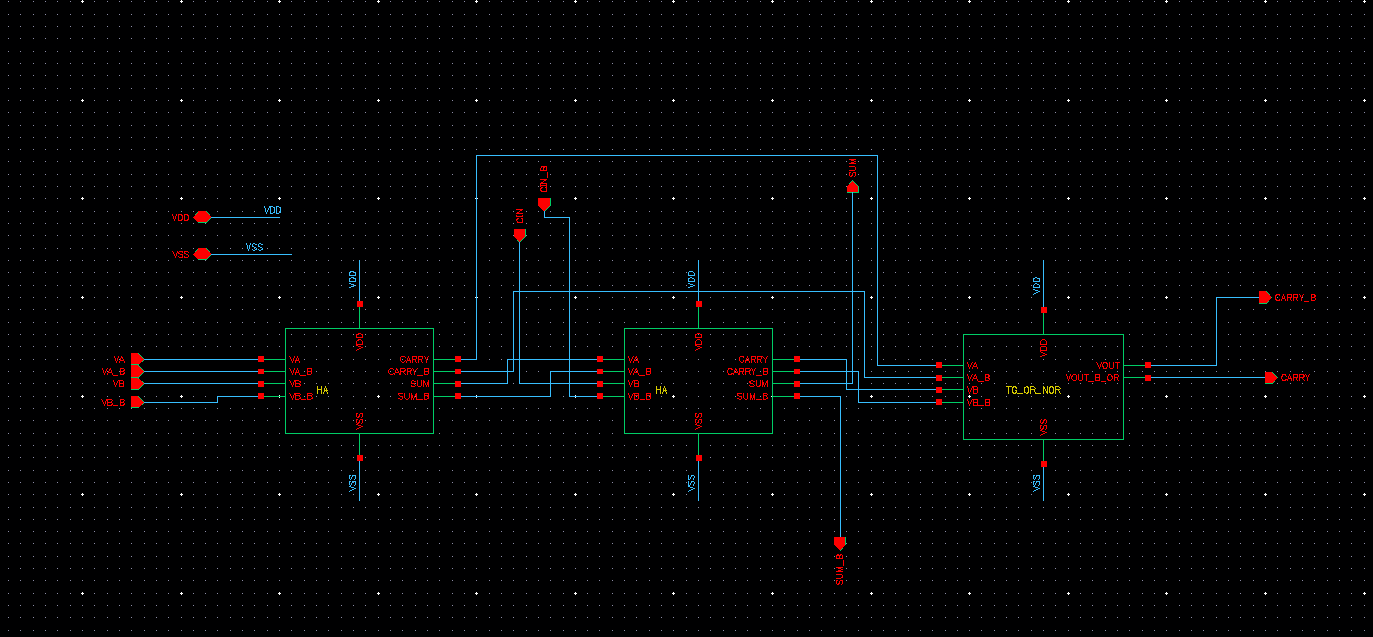 CIN_B
SUM
CIN
VDD
VDD
VSS
VSS
VDD
VDD
VDD
VDD
VDD
VDD
VA
VA_B
VB
VB_B
VA
VA_B
VB
VB_B
HA
CARRY
CARRY_B
SUM
SUM_B
VSS
VSS
VA
VA_B
VB
VB_B
HA
CARRY
CARRY_B
SUM
SUM_B
VSS
VSS
VA
VA_B
VB
VB_B
TG_OR_NOR
VOUT
VOUT_B_OR
VSS
VSS
CARRY_B
CARRY
SUM_B